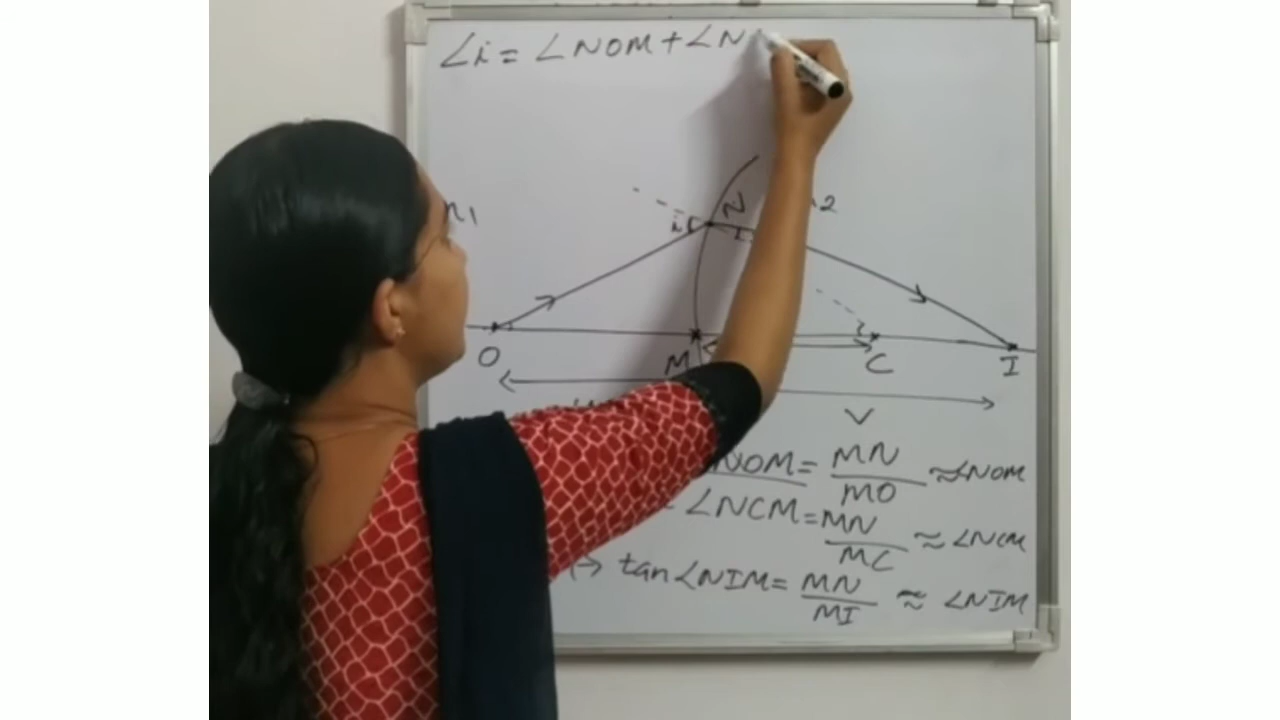 ∠i = ∠NOM + ∠N
n1
N
2
i
r
O
M
C
I
V
NOM = MN/MO ≈ ∠NOM
∠NCM = MN/MC ≈ ∠NCM
→ tan ∠NIM = MN/MI ≈ ∠NIM